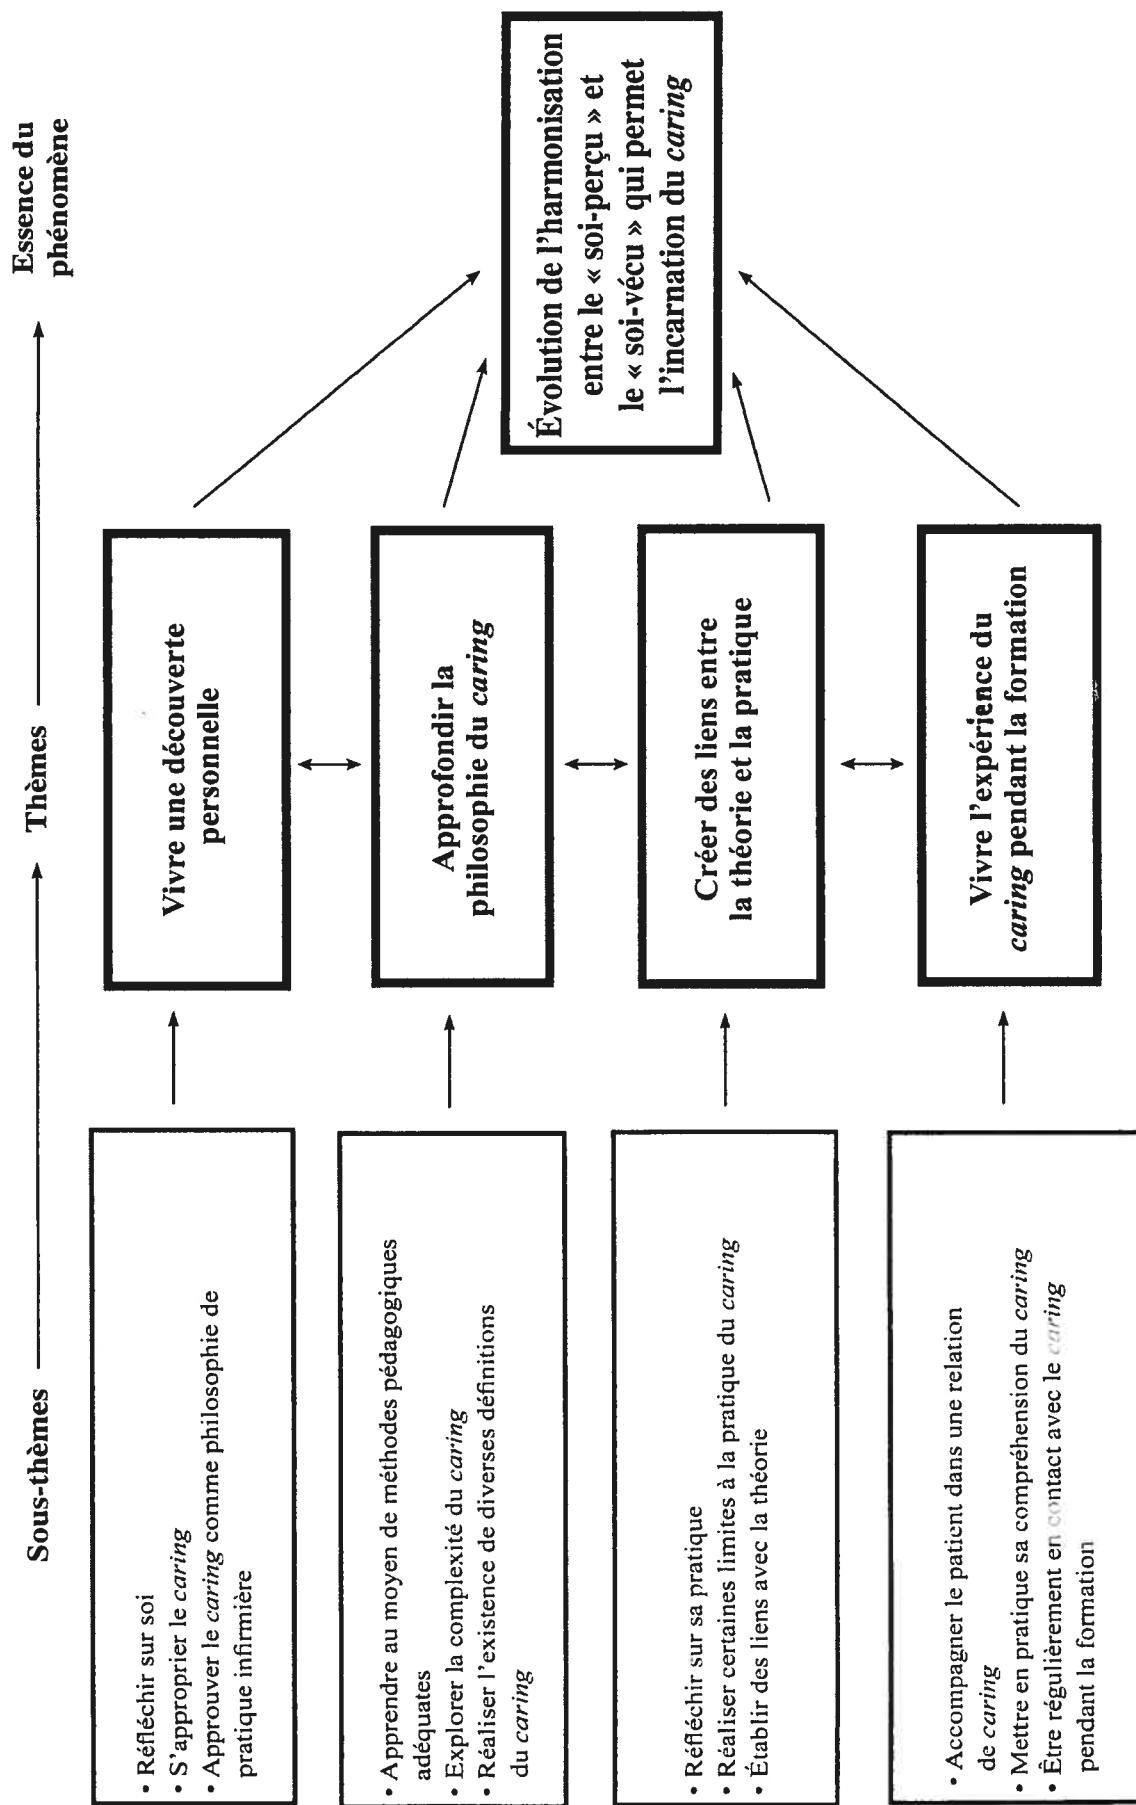 Sous-thèmes
Thèmes
Essence du
phénomène
• Réfléchir sur soi
• S'approprier le caring
• Approuver le caring comme philosophie de
pratique infirmière
Vivre une découverte
personnelle
• Apprendre au moyen de méthodes pédagogiques
adéquates
• Explorer la complexité du caring
• Réaliser l'existence de diverses définitions
du caring
Approfondir la
philosophie du caring
• Réfléchir sur sa pratique
• Réaliser certaines limites à la pratique du caring
• Établir des liens avec la théorie
Créer des liens entre
la théorie et la pratique
• Accompagner le patient dans une relation
de caring
• Mettre en pratique sa compréhension du caring
• Être régulièrement en contact avec le caring
pendant la formation
Vivre l'expérience du
caring pendant la formation
Évolution de l'harmonisation
entre le « soi-perçu » et
le « soi-vécu » qui permet
l'incarnation du caring